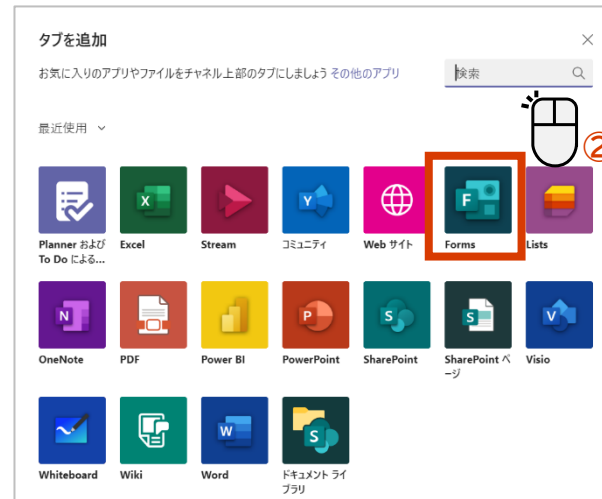 タブを追加
お気に入りのアプリやファイルをチャネル上部のタブにしましょう その他のアプリ
検索
最近使用
②
Planner および
To Do による...
Excel
Stream
コミュニティ
Web サイト
Forms
Lists
OneNote
PDF
Power BI
PowerPoint
SharePoint
SharePoint ペ
ージ
Visio
Whiteboard
Wiki
Word
ドキュメント ライ
ブラリ